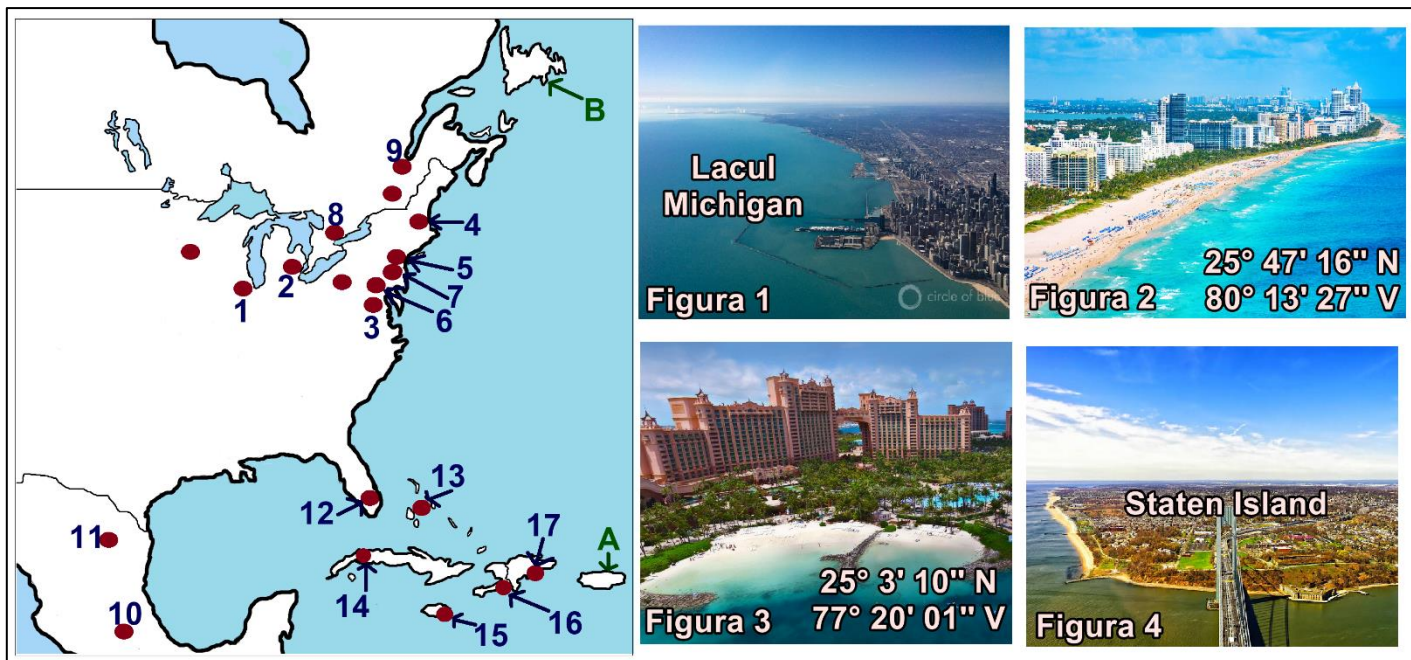 B
9
8
4
5
7
6
2
1
3
13
12
17
11
A
14
16
15
10
Lacul
Michigan
circle of blue
Figura 1
25° 47' 16" N
80° 13' 27" V
Figura 2
25° 3' 10" N
77° 20' 01" V
Figura 3
Staten Island
Figura 4